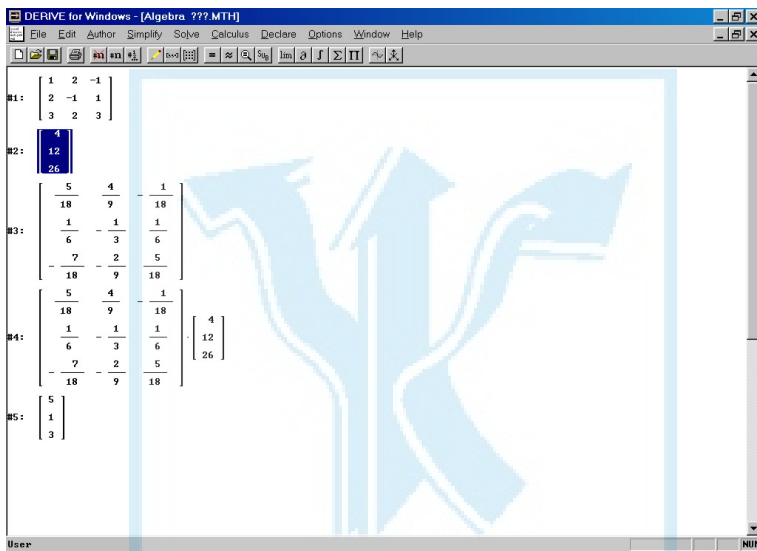 DERIVE for Windows - [Algebra ???.MTH]
File Edit Author Simplify Solve Calculus Declare Options Window Help
= ≈ Sub lim ∂ ∫ Σ Π
#1: [ 1 2 -1
2 -1 1
3 2 3 ]
#2: [ 4
12
26 ]
#3: [ 5/18 4/9 - 1/18
1/6 - 1/3 1/6
- 7/18 - 2/9 5/18 ]
#4: [ 5/18 4/9 - 1/18
1/6 - 1/3 1/6
- 7/18 - 2/9 5/18 ] · [ 4
12
26 ]
#5: [ 5
1
3 ]
User NUM